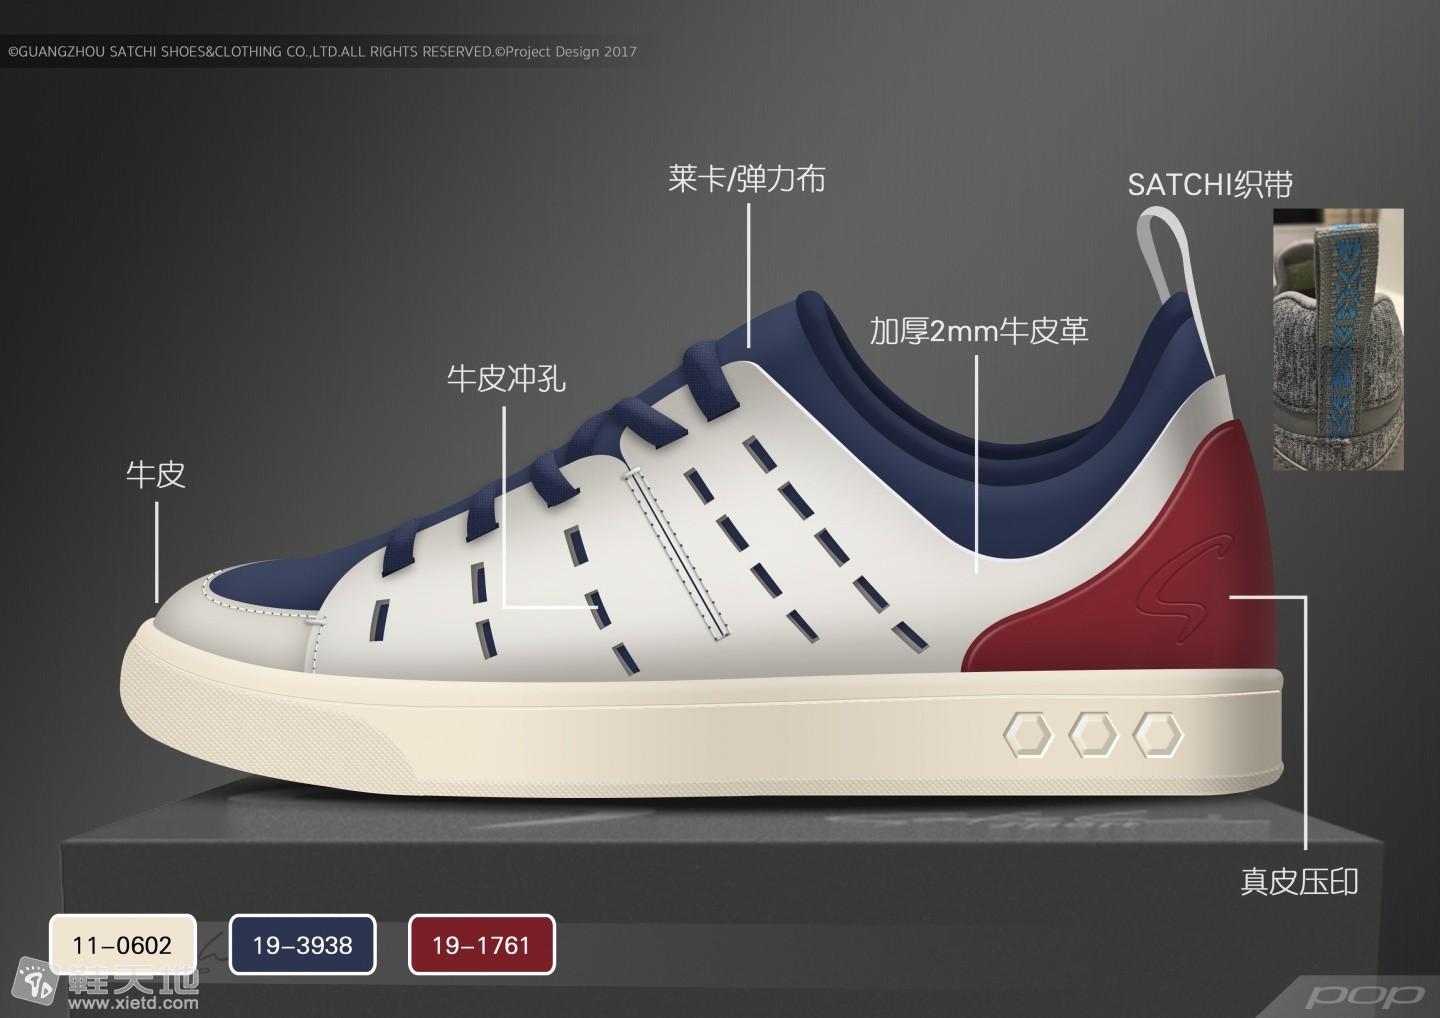 ©GUANGZHOU SATCHI SHOES&CLOTHING CO.,LTD.ALL RIGHTS RESERVED.©Project Design 2017
莱卡/弹力布
SATCHI织带
加厚2mm牛皮革
牛皮冲孔
牛皮
真皮压印
11-0602
19-3938
19-1761
鞋天地
www.xietd.com
pop